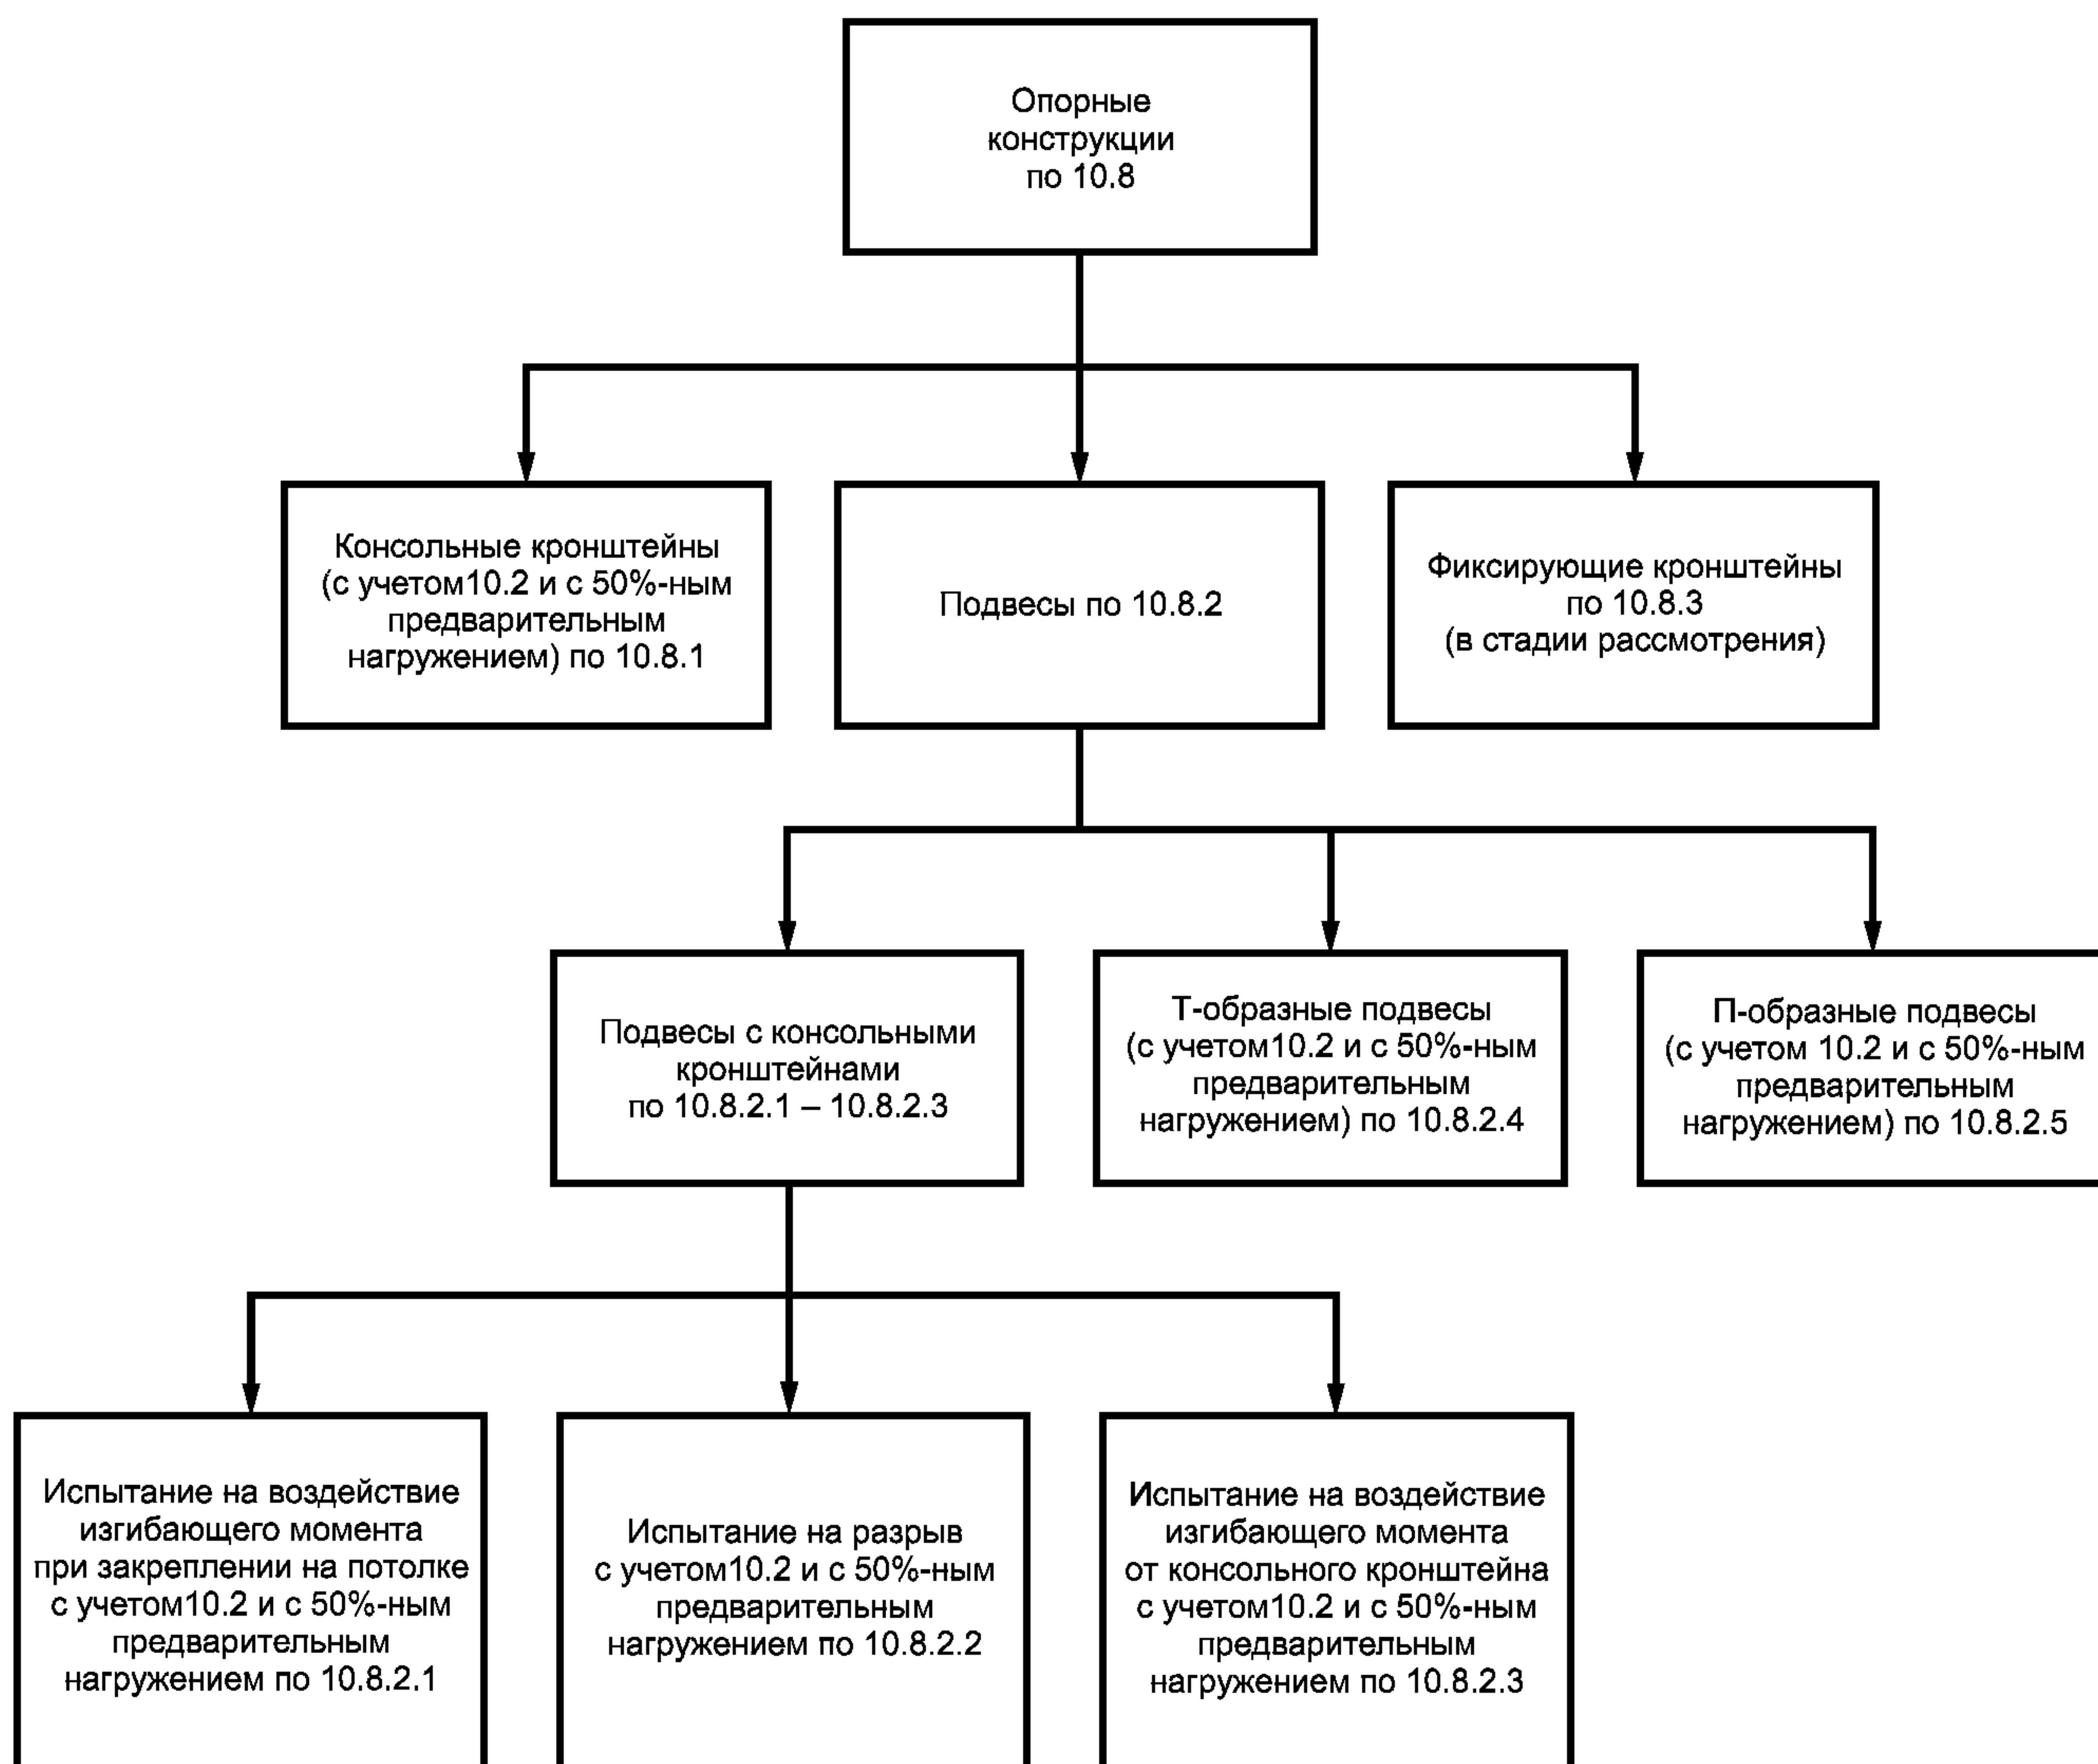 Опорные
конструкции
по 10.8
Консольные кронштейны
(с учетом10.2 и с 50%-ным
предварительным
нагружением) по 10.8.1
Подвесы по 10.8.2
Фиксирующие кронштейны
по 10.8.3
(в стадии рассмотрения)
Подвесы с консольными
кронштейнами
по 10.8.2.1 – 10.8.2.3
Т-образные подвесы
(с учетом10.2 и с 50%-ным
предварительным
нагружением) по 10.8.2.4
П-образные подвесы
(с учетом 10.2 и с 50%-ным
предварительным
нагружением) по 10.8.2.5
Испытание на воздействие
изгибающего момента
при закреплении на потолке
с учетом10.2 и с 50%-ным
предварительным
нагружением по 10.8.2.1
Испытание на разрыв
с учетом10.2 и с 50%-ным
предварительным
нагружением по 10.8.2.2
Испытание на воздействие
изгибающего момента
от консольного кронштейна
с учетом10.2 и с 50%-ным
предварительным
нагружением по 10.8.2.3